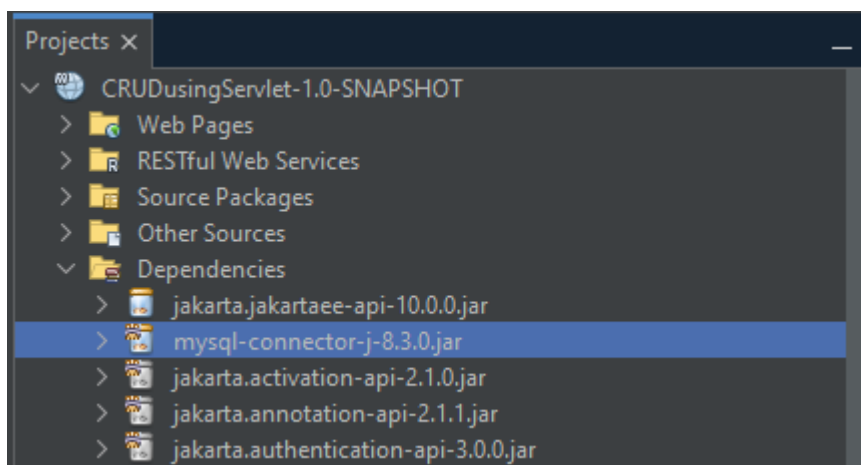 Projects
CRUDusingServlet-1.0-SNAPSHOT
Web Pages
RESTful Web Services
Source Packages
Other Sources
Dependencies
jakarta.jakartaee-api-10.0.0.jar
mysql-connector-j-8.3.0.jar
jakarta.activation-api-2.1.0.jar
jakarta.annotation-api-2.1.1.jar
jakarta.authentication-api-3.0.0.jar